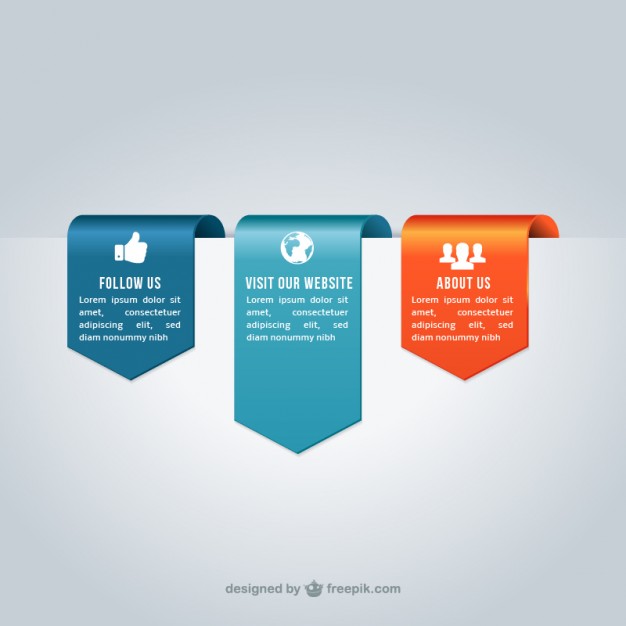 FOLLOW US
Lorem ipsum dolor sit
amet, consectetuer
adipiscing elit, sed
diam nonummy nibh
VISIT OUR WEBSITE
Lorem ipsum dolor sit
amet, consectetuer
adipiscing elit, sed
diam nonummy nibh
ABOUT US
Lorem ipsum dolor sit
amet, consectetuer
adipiscing elit, sed
diam nonummy nibh
designed by freepik.com